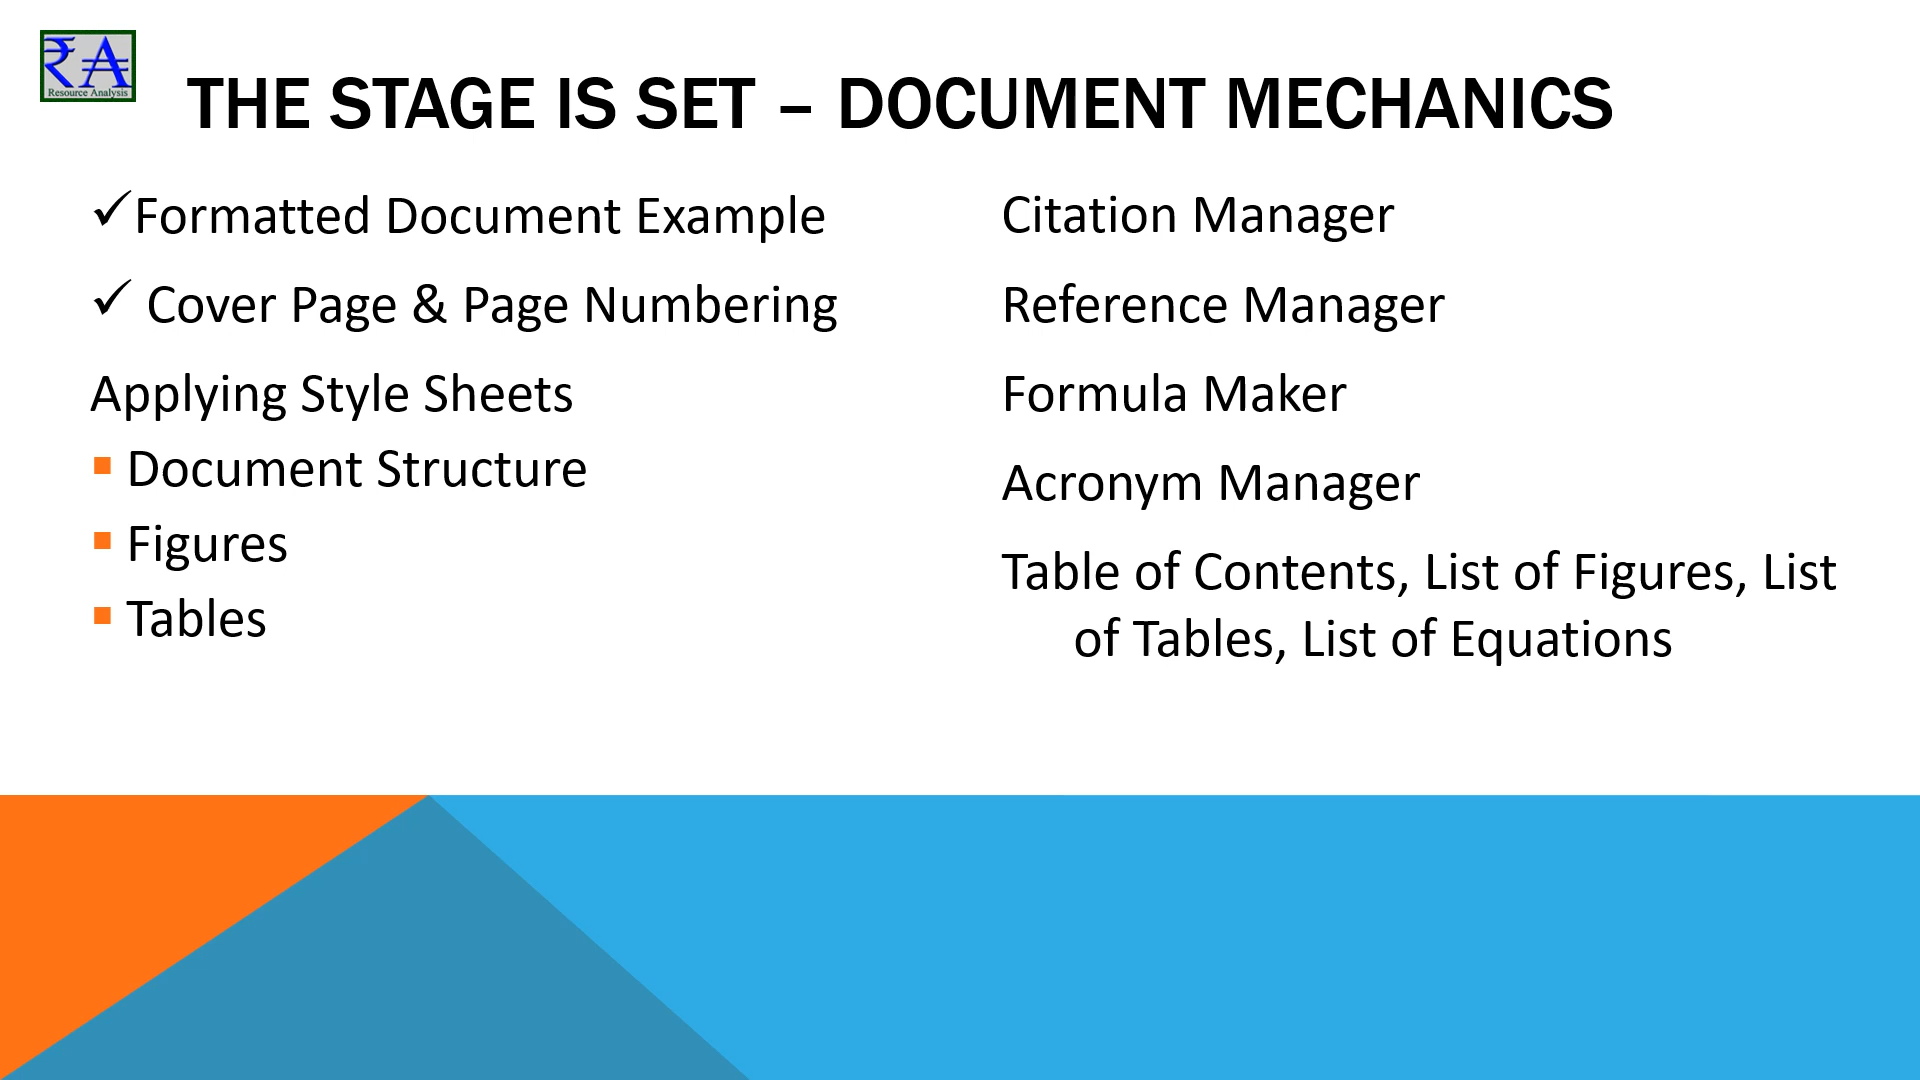 ₹A
Resource Analysis
THE STAGE IS SET – DOCUMENT MECHANICS
✓Formatted Document Example
✓ Cover Page & Page Numbering
Applying Style Sheets
▪ Document Structure
▪ Figures
▪ Tables
Citation Manager
Reference Manager
Formula Maker
Acronym Manager
Table of Contents, List of Figures, List
of Tables, List of Equations